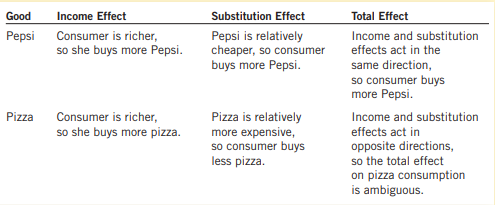 Good Income Effect Substitution Effect Total Effect
Pepsi Consumer is richer, Pepsi is relatively Income and substitution
so she buys more Pepsi. cheaper, so consumer effects act in the
buys more Pepsi. same direction,
so consumer buys
more Pepsi.
Pizza Consumer is richer, Pizza is relatively Income and substitution
so she buys more pizza. more expensive, effects act in
so consumer buys opposite directions,
less pizza. so the total effect
on pizza consumption
is ambiguous.